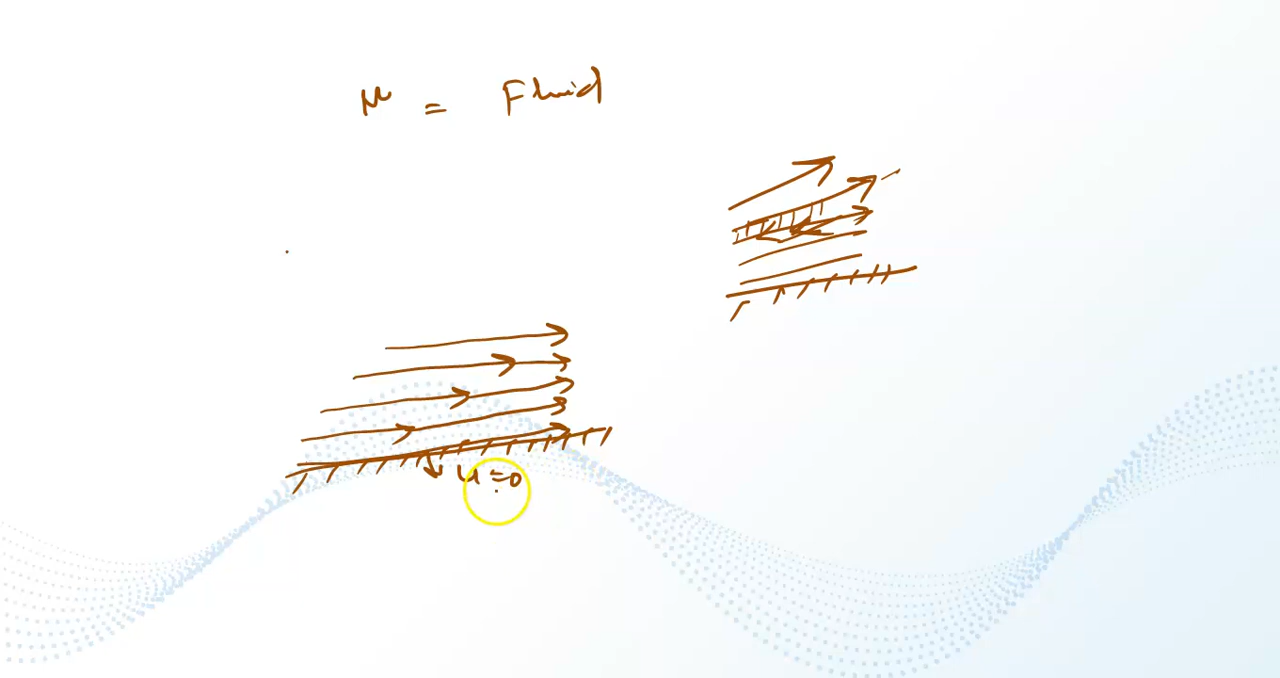 μ = Fluid
u = 0